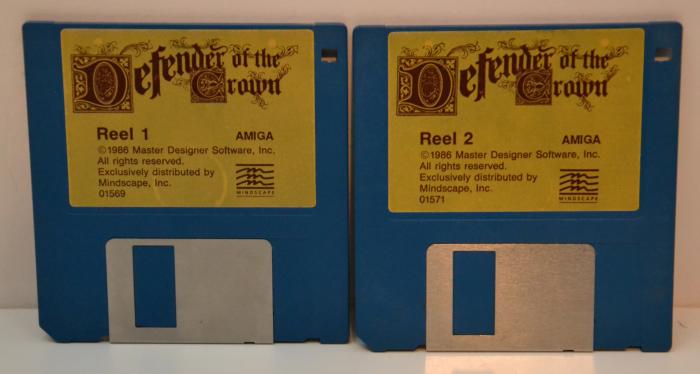 Defender of the
Crown
Reel 1 AMIGA
©1986 Master Designer Software, Inc.
All rights reserved.
Exclusively distributed by
Mindscape, Inc.
01569
MINDSCAPE
Defender of the
Crown
Reel 2 AMIGA
©1986 Master Designer Software, Inc.
All rights reserved.
Exclusively distributed by
Mindscape, Inc.
01571
MINDSCAPE